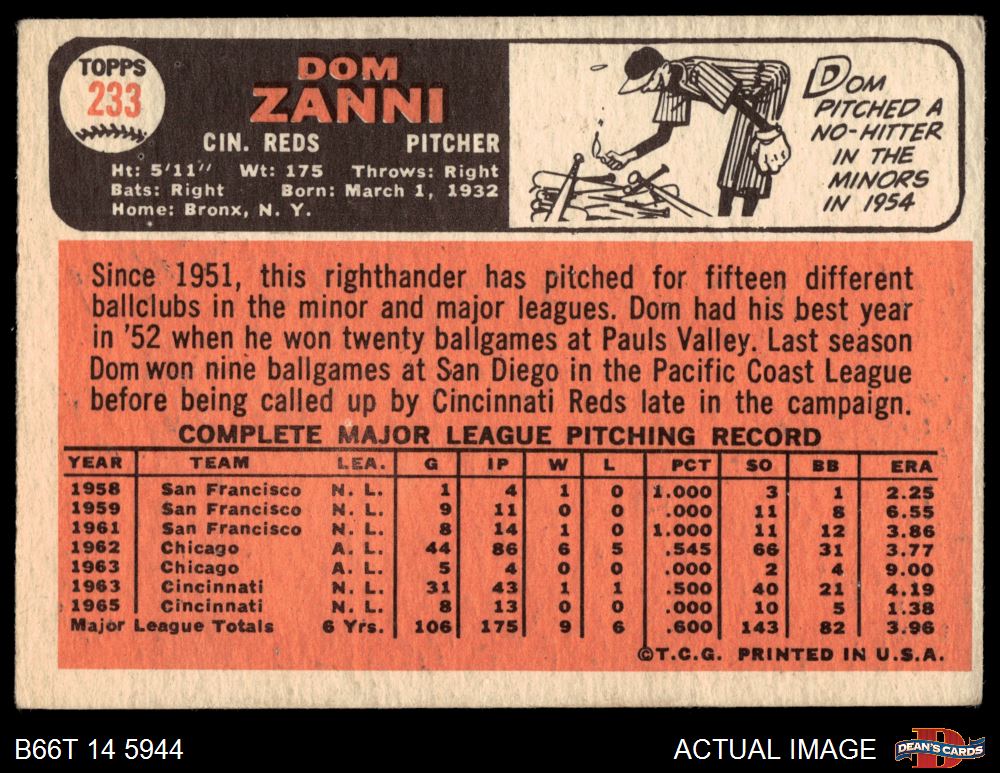 TOPPS
233
DOM
ZANNI
CIN. REDS PITCHER
Ht: 5'11" Wt: 175 Throws: Right
Bats: Right Born: March 1, 1932
Home: Bronx, N. Y.
DOM
PITCHED A
NO-HITTER
IN THE
MINORS
IN 1954
Since 1951, this righthander has pitched for fifteen different
ballclubs in the minor and major leagues. Dom had his best year
in '52 when he won twenty ballgames at Pauls Valley. Last season
Dom won nine ballgames at San Diego in the Pacific Coast League
before being called up by Cincinnati Reds late in the campaign.
COMPLETE MAJOR LEAGUE PITCHING RECORD
YEAR TEAM LEA. G IP W L PCT SO BB ERA
1958 San Francisco N. L. 1 4 1 0 1.000 3 1 2.25
1959 San Francisco N. L. 9 11 0 0 .000 11 8 6.55
1961 San Francisco N. L. 8 14 1 0 1.000 11 12 3.86
1962 Chicago A. L. 44 86 6 5 .545 66 31 3.77
1963 Chicago A. L. 5 4 0 0 .000 2 4 9.00
1963 Cincinnati N. L. 31 43 1 1 .500 40 21 4.19
1965 Cincinnati N. L. 8 13 0 0 .000 10 5 1.38
Major League Totals 6 Yrs. 106 175 9 6 .600 143 82 3.96
©T.C.G. PRINTED IN U.S.A.
B66T 14 5944 ACTUAL IMAGE
DEAN'S CARDS